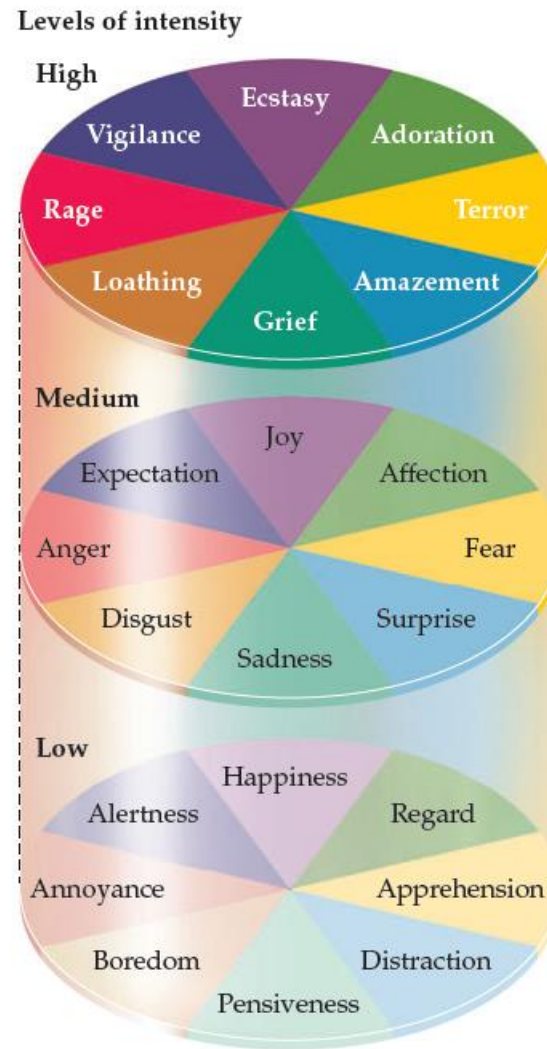 Levels of intensity
High
Ecstasy
Vigilance
Adoration
Rage
Terror
Loathing
Amazement
Grief
Medium
Joy
Expectation
Affection
Anger
Fear
Disgust
Surprise
Sadness
Low
Happiness
Alertness
Regard
Annoyance
Apprehension
Boredom
Distraction
Pensiveness